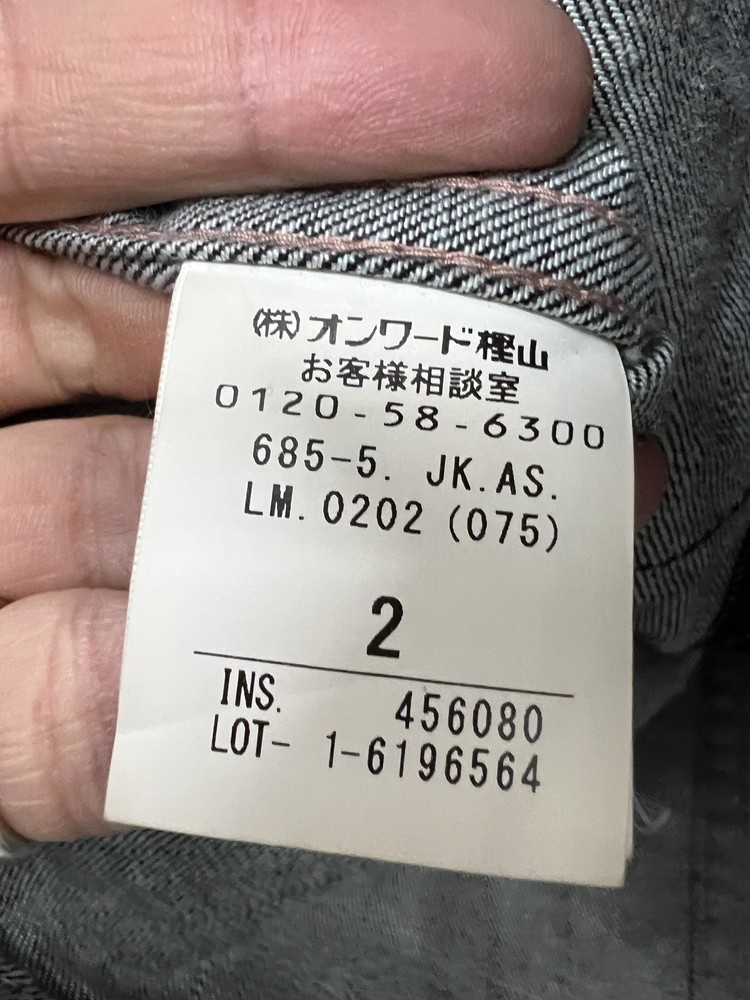 (株)オンワード樫山
お客様相談室
0120-58-6300
685-5. JK.AS.
LM.0202 (075)
2
INS. 456080
LOT- 1-6196564